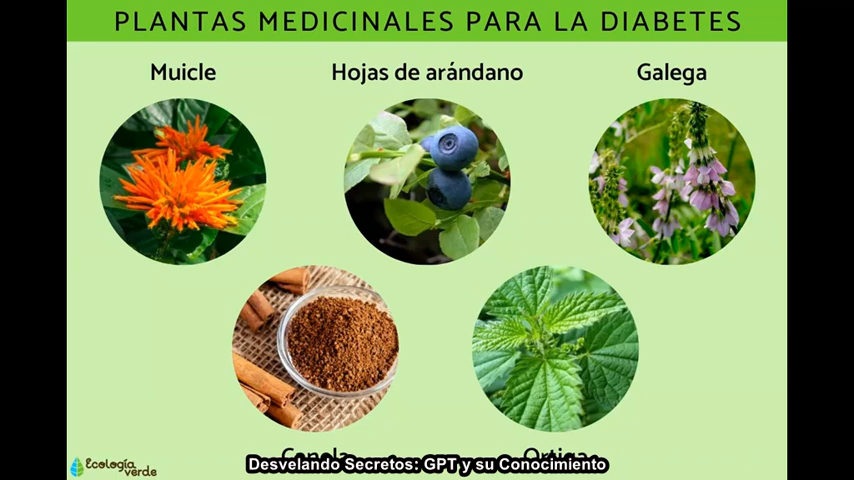 PLANTAS MEDICINALES PARA LA DIABETES
Muicle
Hojas de arándano
Galega
Ecología
verde
Desvelando Secretos: GPT y su Conocimiento